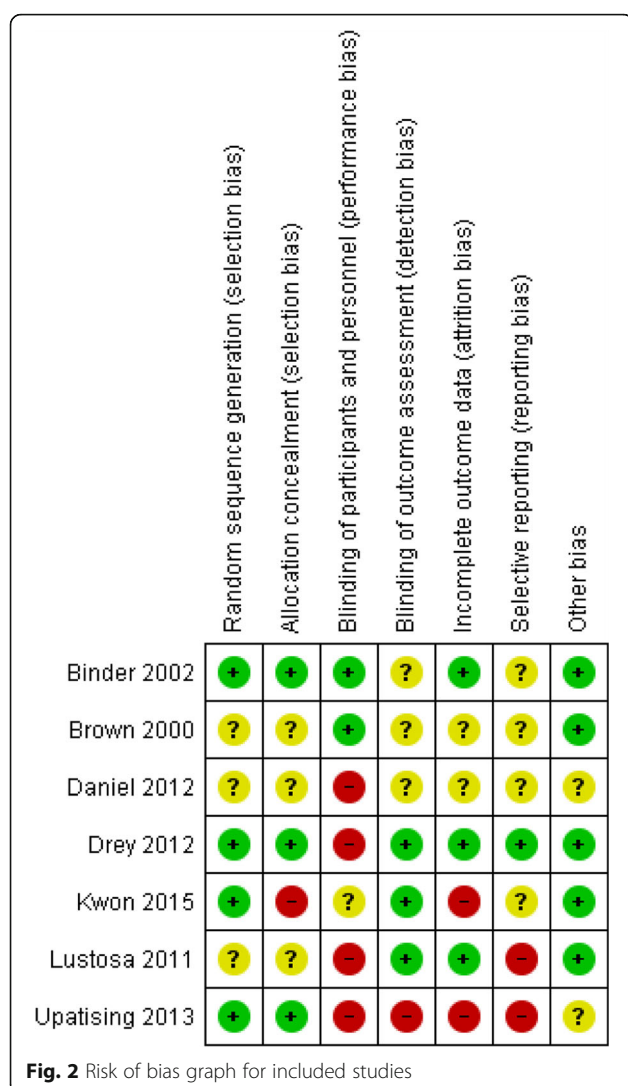 Random sequence generation (selection bias)
Allocation concealment (selection bias)
Blinding of participants and personnel (performance bias)
Blinding of outcome assessment (detection bias)
Incomplete outcome data (attrition bias)
Selective reporting (reporting bias)
Other bias
Binder 2002 + + + ? + ? +
Brown 2000 ? ? + ? ? ? +
Daniel 2012 ? ? - ? ? ? ?
Drey 2012 + + - + + + +
Kwon 2015 + - ? + - ? +
Lustosa 2011 ? ? - + + - +
Upatising 2013 + + - - - - ?
Fig. 2 Risk of bias graph for included studies